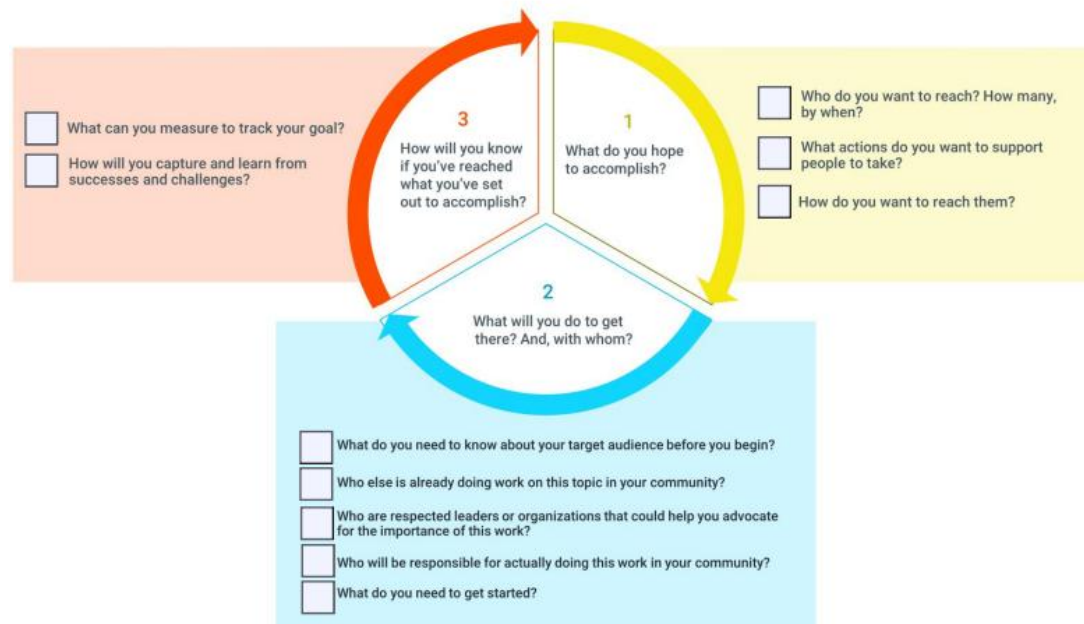 1
What do you hope
to accomplish?
Who do you want to reach? How many,
by when?
What actions do you want to support
people to take?
How do you want to reach them?
2
What will you do to get
there? And, with whom?
What do you need to know about your target audience before you begin?
Who else is already doing work on this topic in your community?
Who are respected leaders or organizations that could help you advocate
for the importance of this work?
Who will be responsible for actually doing this work in your community?
What do you need to get started?
3
How will you know
if you've reached
what you've set
out to accomplish?
What can you measure to track your goal?
How will you capture and learn from
successes and challenges?